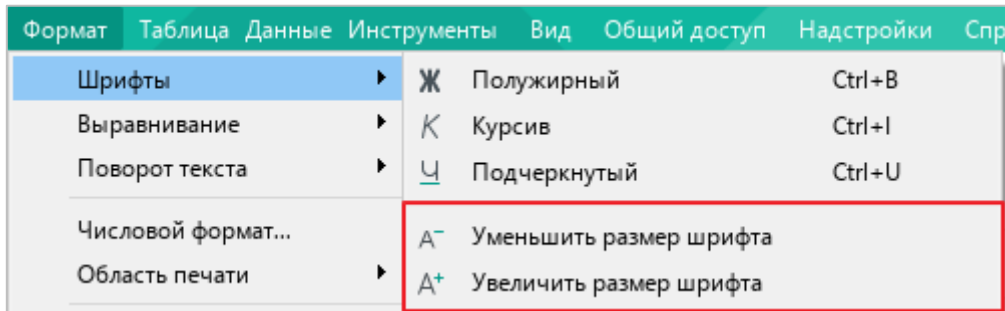 Формат Таблица Данные Инструменты Вид Общий доступ Надстройки Спр
Шрифты
Ж Полужирный Ctrl+B
Выравнивание
К Курсив Ctrl+I
Поворот текста
Ч Подчеркнутый Ctrl+U
Числовой формат...
A- Уменьшить размер шрифта
Область печати
A+ Увеличить размер шрифта